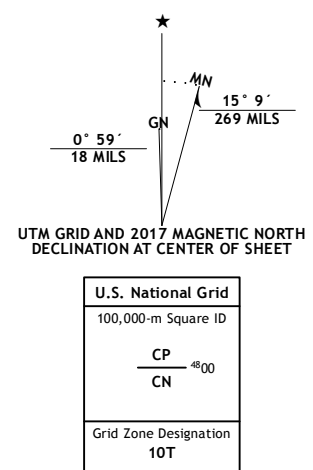 ★
MN
GN
15° 9´
269 MILS
0° 59´
18 MILS
UTM GRID AND 2017 MAGNETIC NORTH
DECLINATION AT CENTER OF SHEET
U.S. National Grid
100,000-m Square ID
CP
4800
CN
Grid Zone Designation
10T